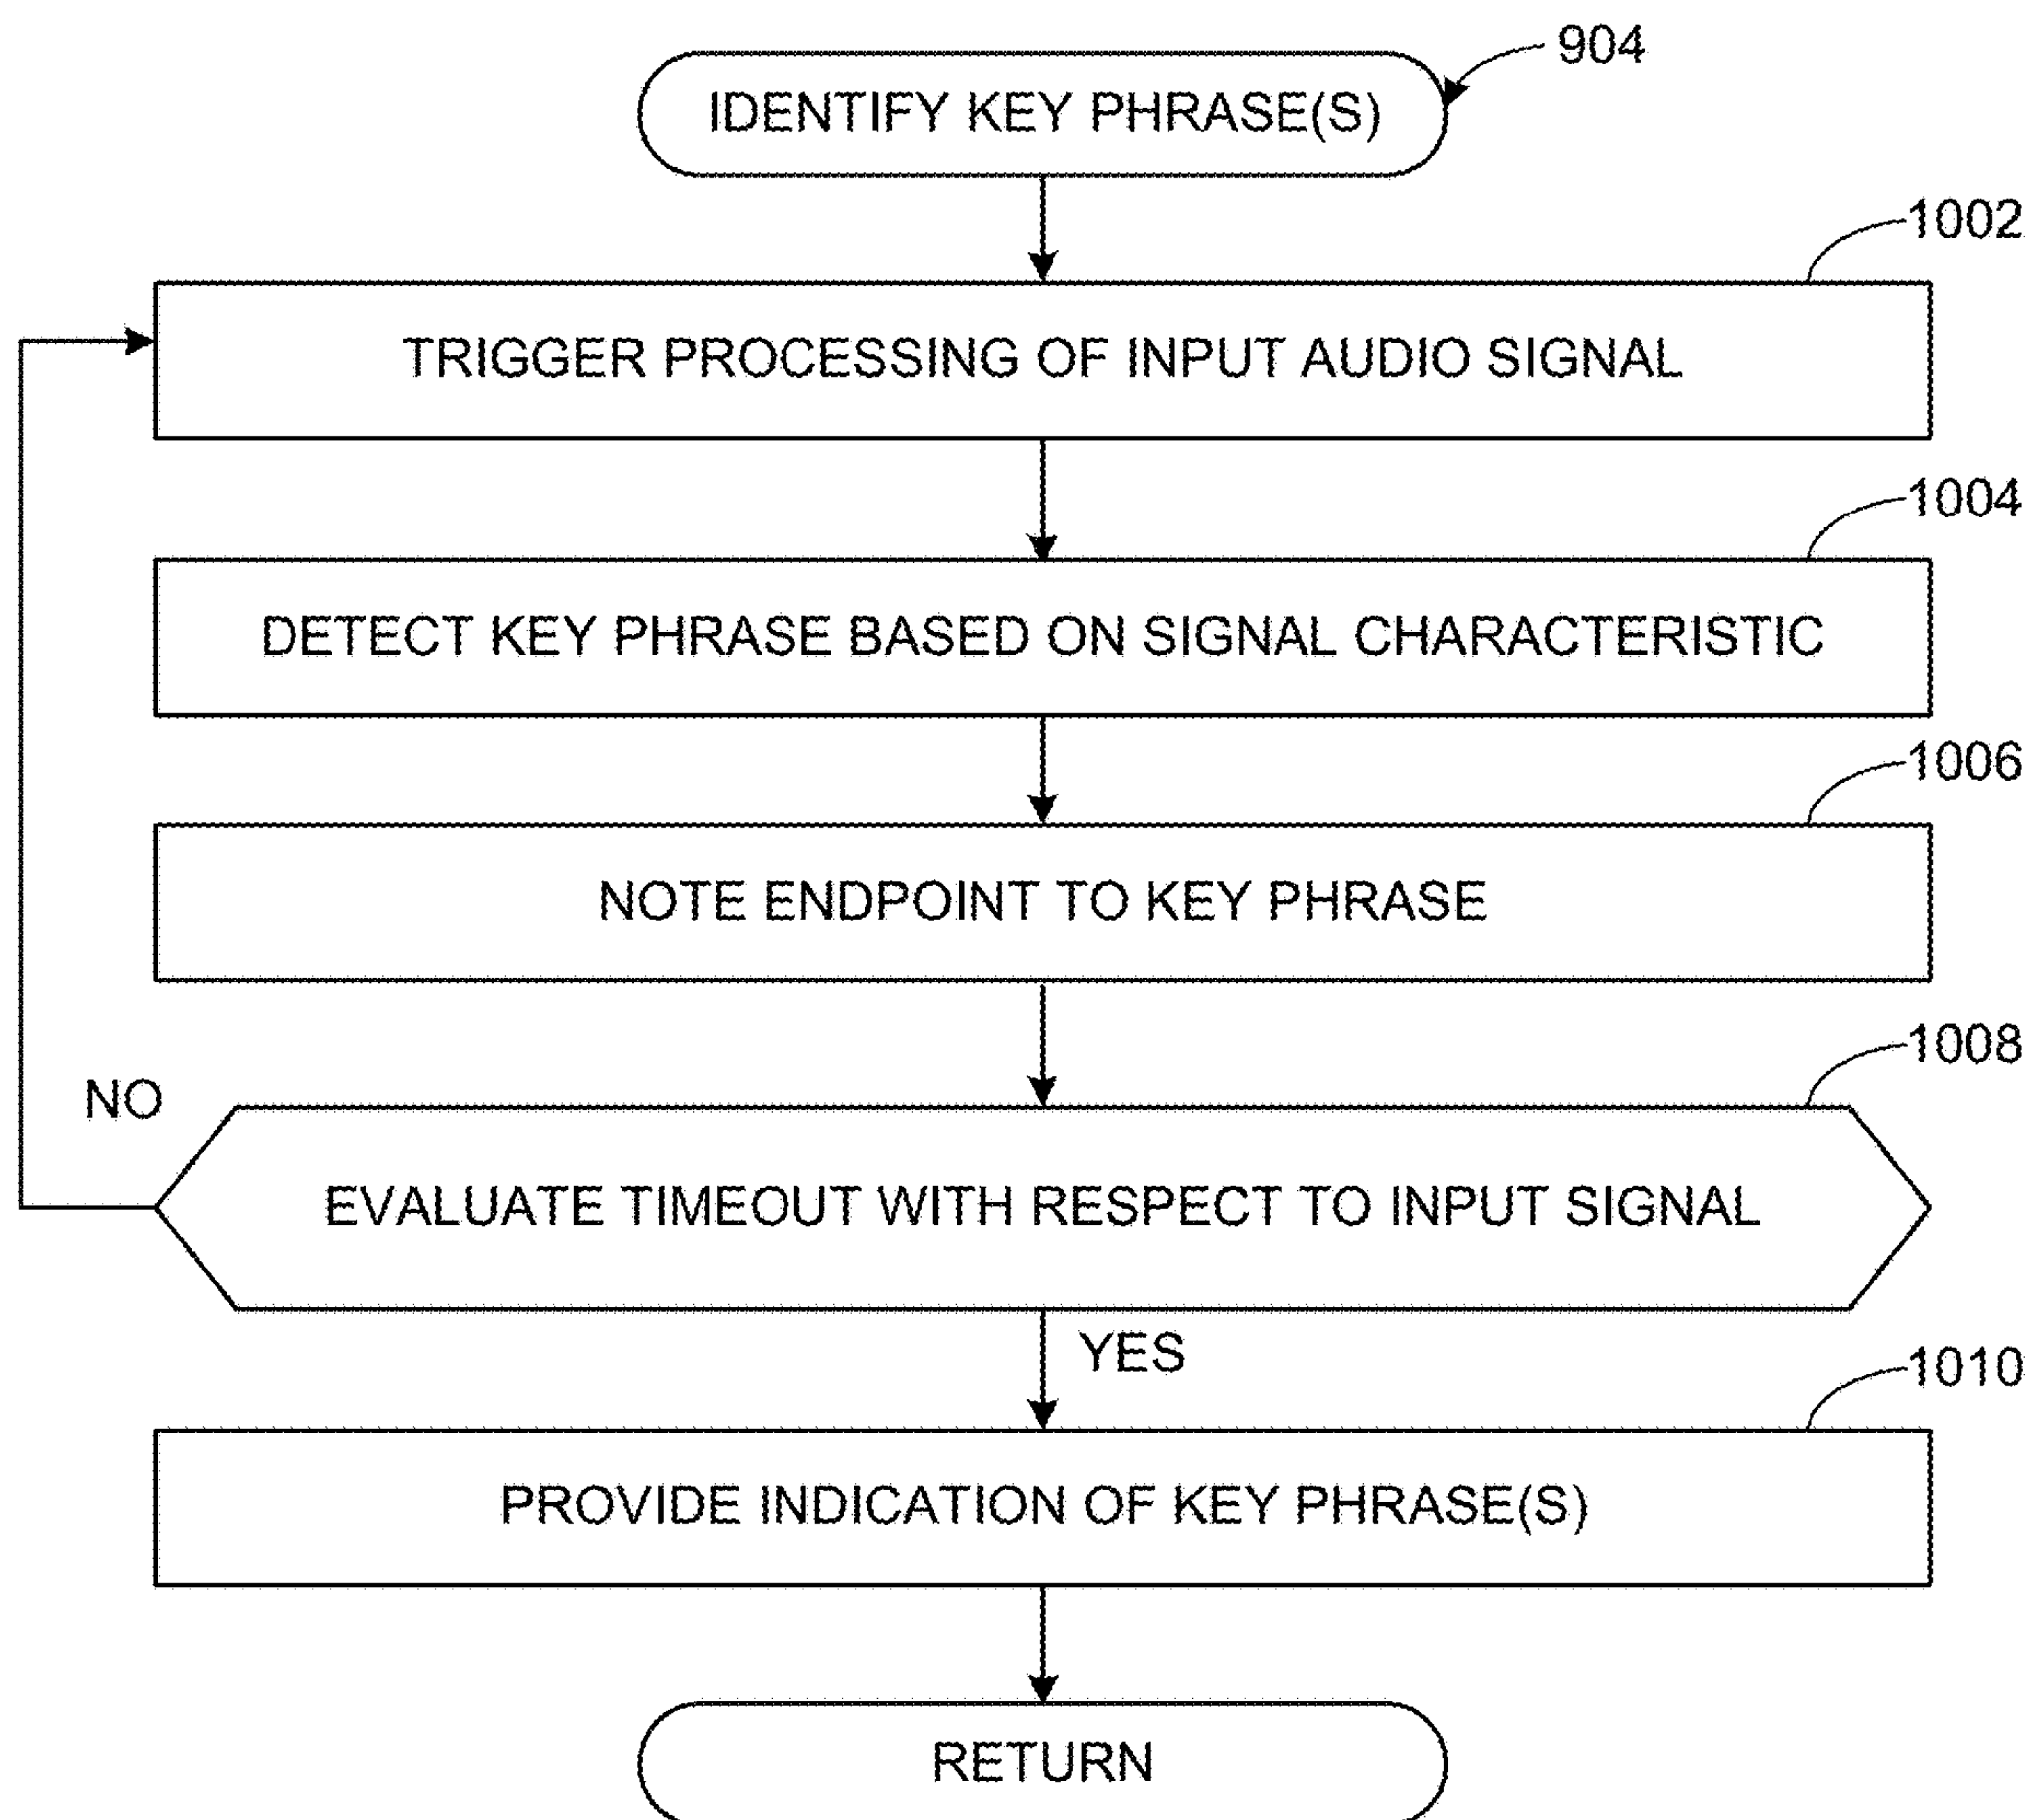 904
IDENTIFY KEY PHRASE(S)
1002
TRIGGER PROCESSING OF INPUT AUDIO SIGNAL
1004
DETECT KEY PHRASE BASED ON SIGNAL CHARACTERISTIC
1006
NOTE ENDPOINT TO KEY PHRASE
1008
NO
EVALUATE TIMEOUT WITH RESPECT TO INPUT SIGNAL
YES
1010
PROVIDE INDICATION OF KEY PHRASE(S)
RETURN